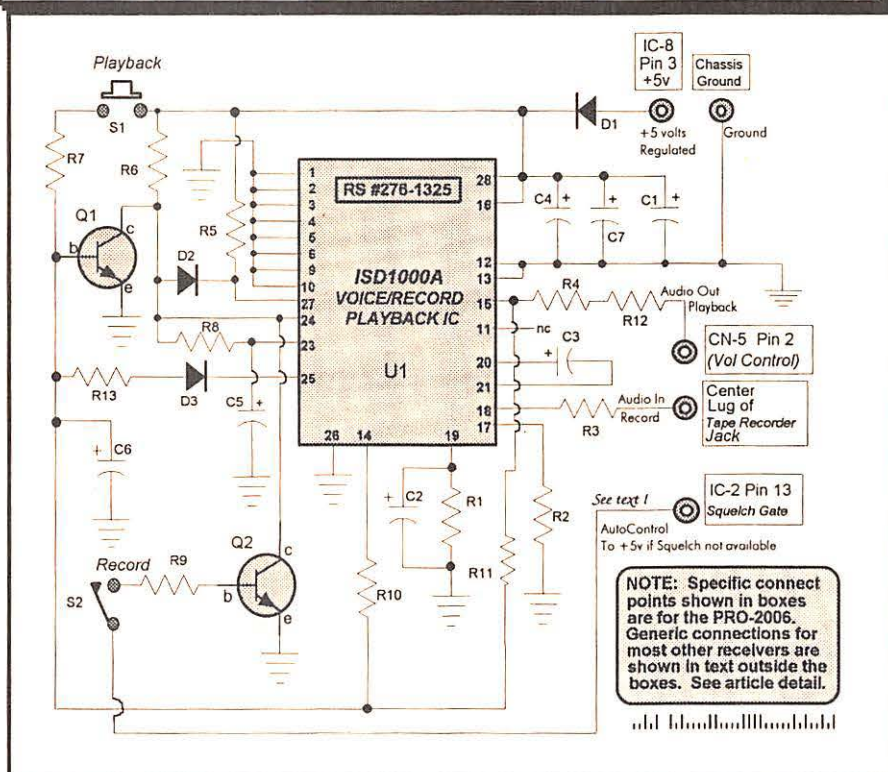 Playback
S1
R7
R6
Q1
b
c
e
D2
R5
R8
R13
D3
C5
+
C6
+
Record
S2
R9
Q2
b
c
e
1
2
3
4
5
6
9
10
27
24
23
25
26
14
19
28
16
12
13
15
11
20
21
18
17
RS #276-1325
ISD1000A
VOICE/RECORD
PLAYBACK IC
U1
IC-8
Pin 3
+5v
Chassis
Ground
D1
+5 volts
Regulated
Ground
C4
+
+
C7
C1
+
R4
R12
Audio Out
Playback
nc
C3
+
CN-5 Pin 2
(Vol Control)
R3
Audio In
Record
Center
Lug of
Tape Recorder
Jack
C2
+
R1
R2
R10
R11
See text !
IC-2 Pin 13
Squelch Gate
AutoControl
To +5v if Squelch not available
NOTE: Specific connect
points shown in boxes
are for the PRO-2006.
Generic connections for
most other receivers are
shown in text outside the
boxes. See article detail.